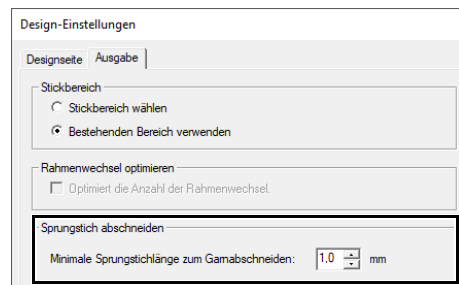 Design-Einstellungen
Designseite Ausgabe
Stickbereich
Stickbereich wählen
Bestehenden Bereich verwenden
Rahmenwechsel optimieren
Optimiert die Anzahl der Rahmenwechsel.
Sprungstich abschneiden
Minimale Sprungstichlänge zum Garnabschneiden: 1,0 mm